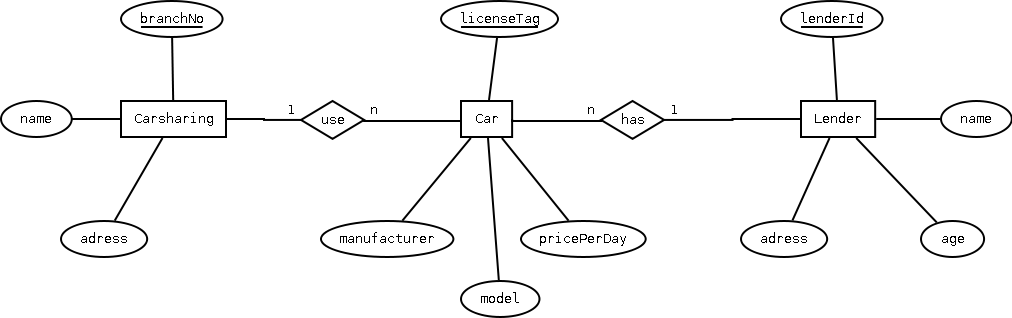 branchNo
licenseTag
lenderId
name
Carsharing
1
use
n
Car
n
has
1
Lender
name
adress
manufacturer
pricePerDay
adress
age
model